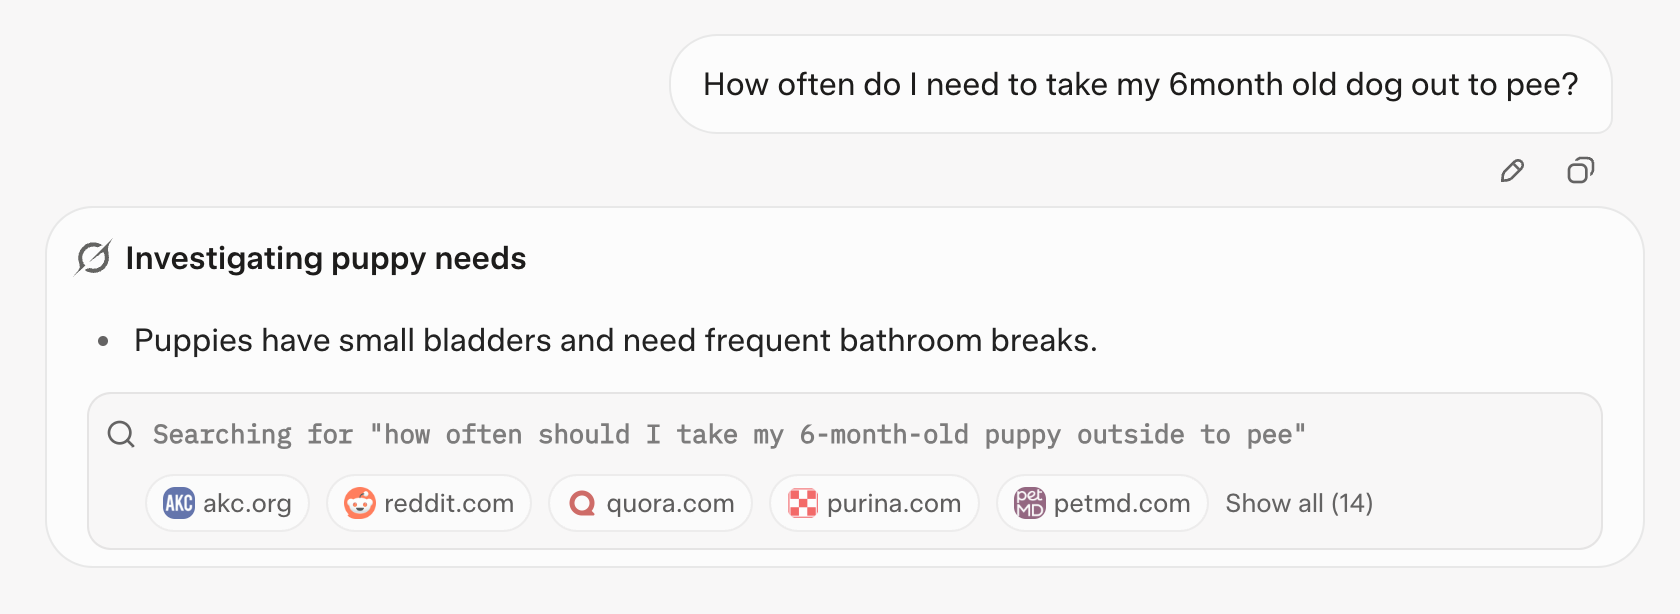 How often do I need to take my 6month old dog out to pee?
Investigating puppy needs
• Puppies have small bladders and need frequent bathroom breaks.
Searching for "how often should I take my 6-month-old puppy outside to pee"
AKC akc.org reddit.com quora.com purina.com pet MD petmd.com Show all (14)